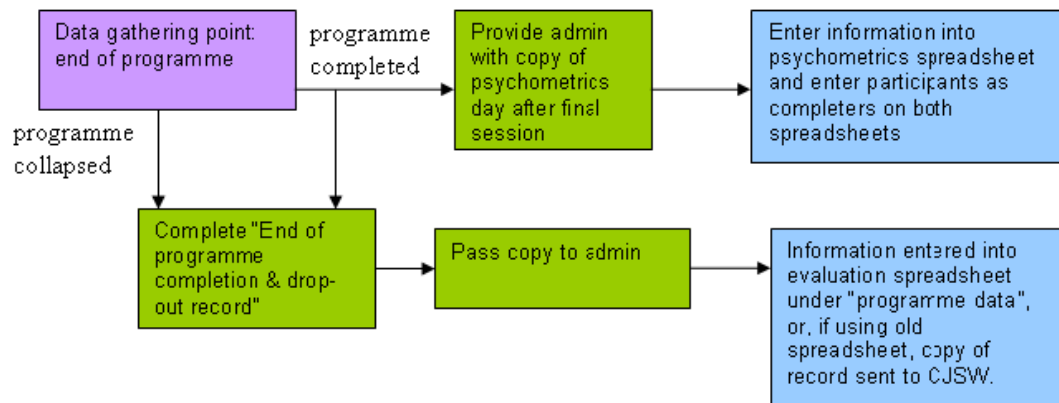 Data gathering point:
end of programme
programme
completed
Provide admin
with copy of
psychometrics
day after final
session
Enter information into
psychometrics spreadsheet
and enter participants as
completers on both
spreadsheets
programme
collapsed
Complete "End of
programme
completion & drop-
out record"
Pass copy to admin
Information entered into
evaluation spreadsheet
under "programme data",
or, if using old
spreadsheet, copy of
record sent to CJSW.